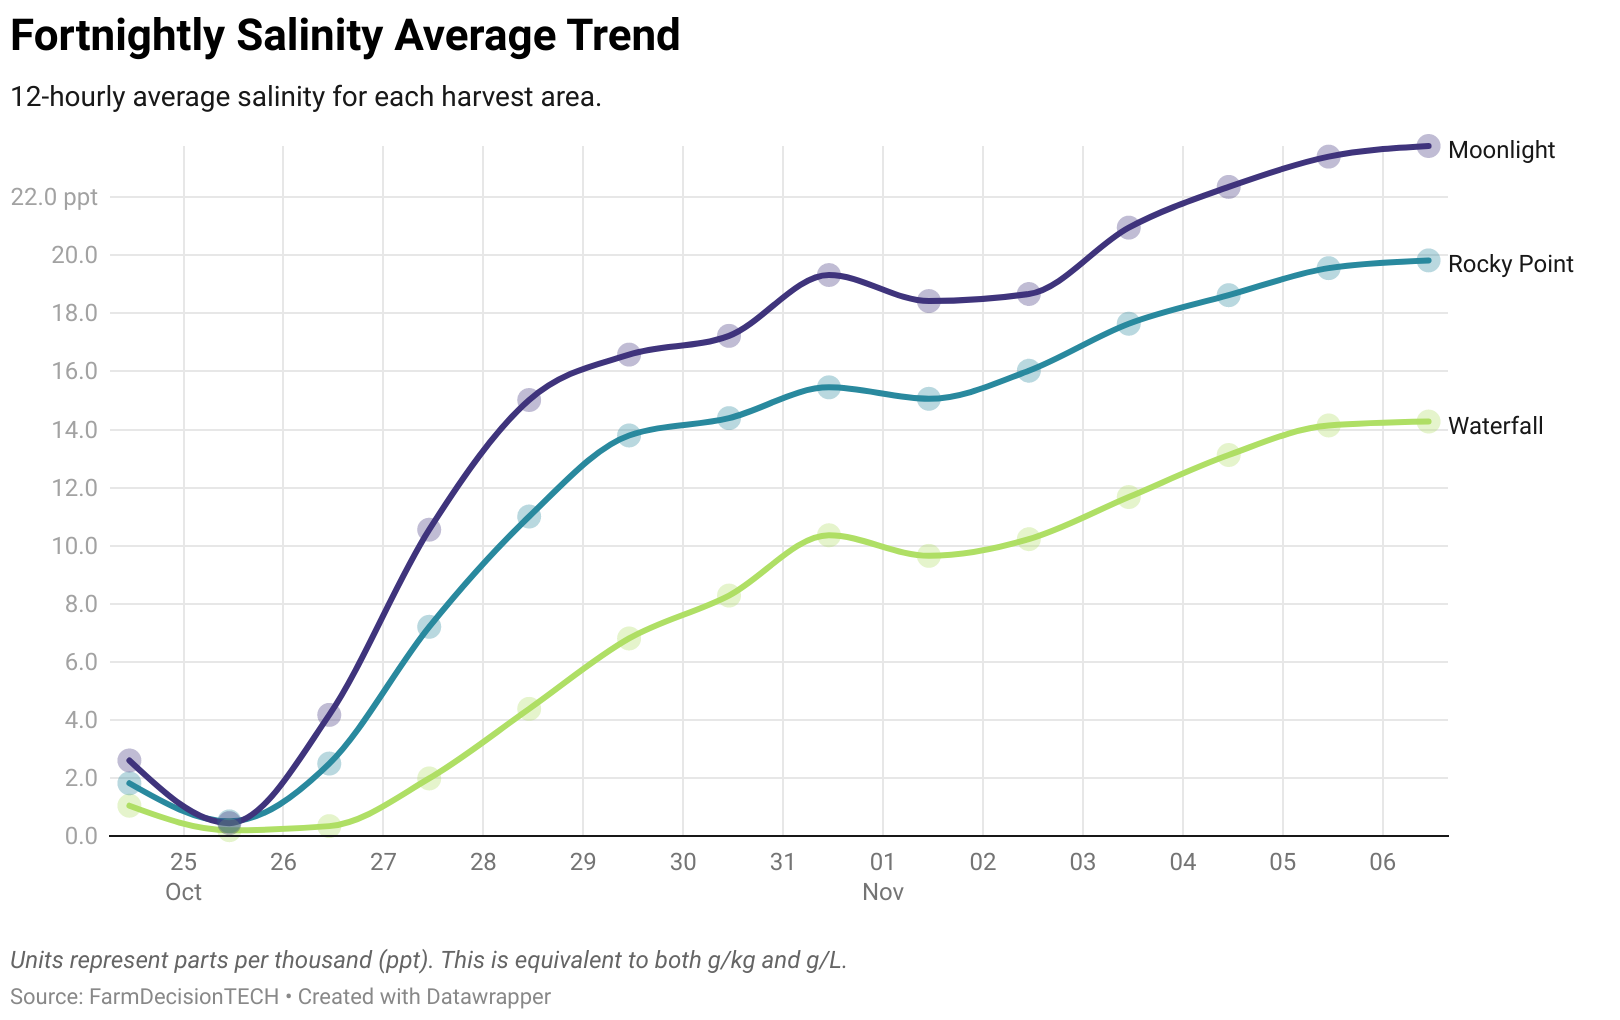 Fortnightly Salinity Average Trend
12-hourly average salinity for each harvest area.
Moonlight
22.0 ppt
20.0
Rocky Point
18.0
16.0
14.0
Waterfall
12.0
10.0
8.0
6.0
4.0
2.0
0.0
25 26 27 28 29 30 31 01 02 03 04 05 06
Oct Nov
Units represent parts per thousand (ppt). This is equivalent to both g/kg and g/L.
Source: FarmDecisionTECH • Created with Datawrapper